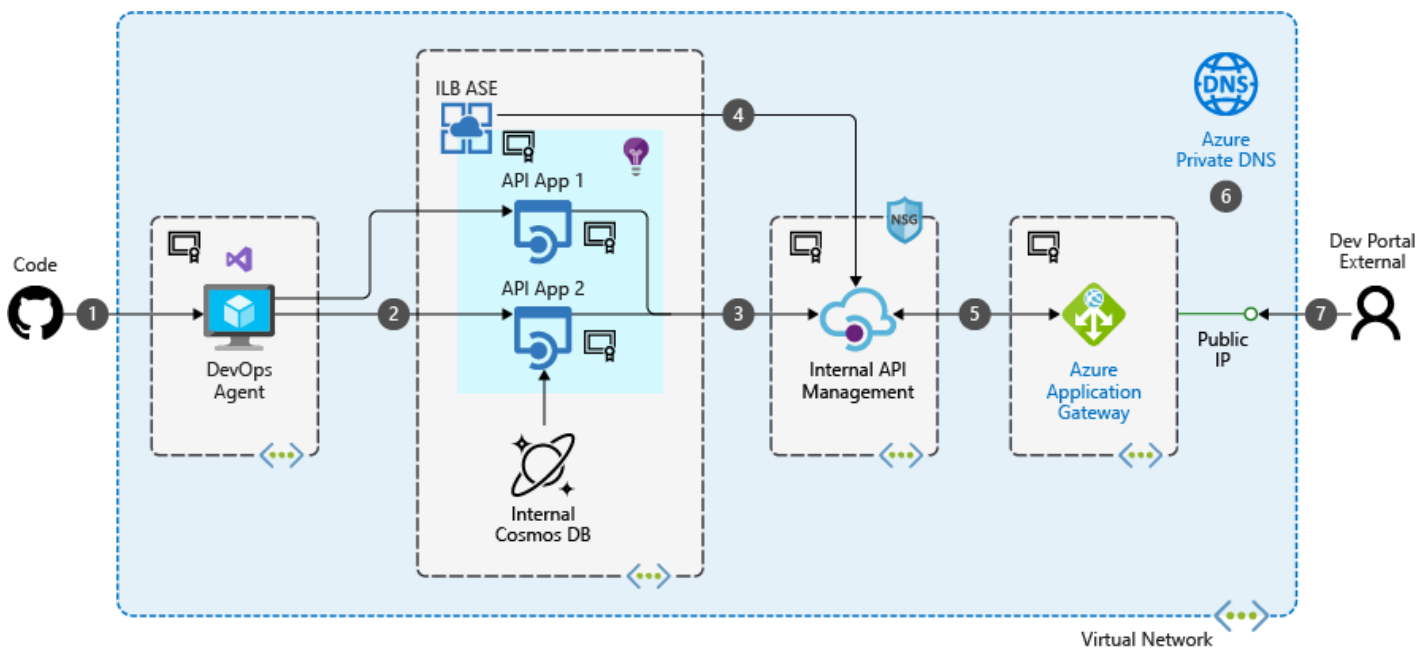 ILB ASE
4
DNS
Azure
Private DNS
6
API App 1
NSG
Code
Dev Portal
External
API App 2
1
2
3
5
7
DevOps
Agent
Internal API
Management
Azure
Application
Gateway
Public
IP
Internal
Cosmos DB
Virtual Network